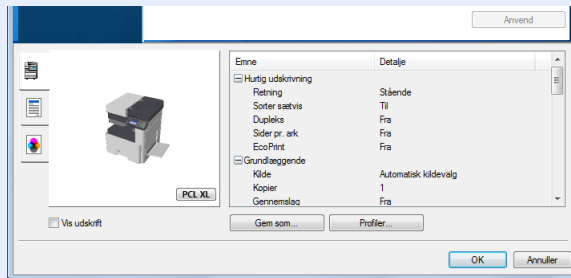 Anvend
Emne Detalje
Hurtig udskrivning
Retning Stående
Sorter sætvis Til
Dupleks Fra
Sider pr. ark Fra
EcoPrint Fra
Grundlæggende
Kilde Automatisk kildevalg
Kopier 1
Gennemslag Fra
PCL XL
Vis udskrift Gem som... Profiler...
OK Annuller